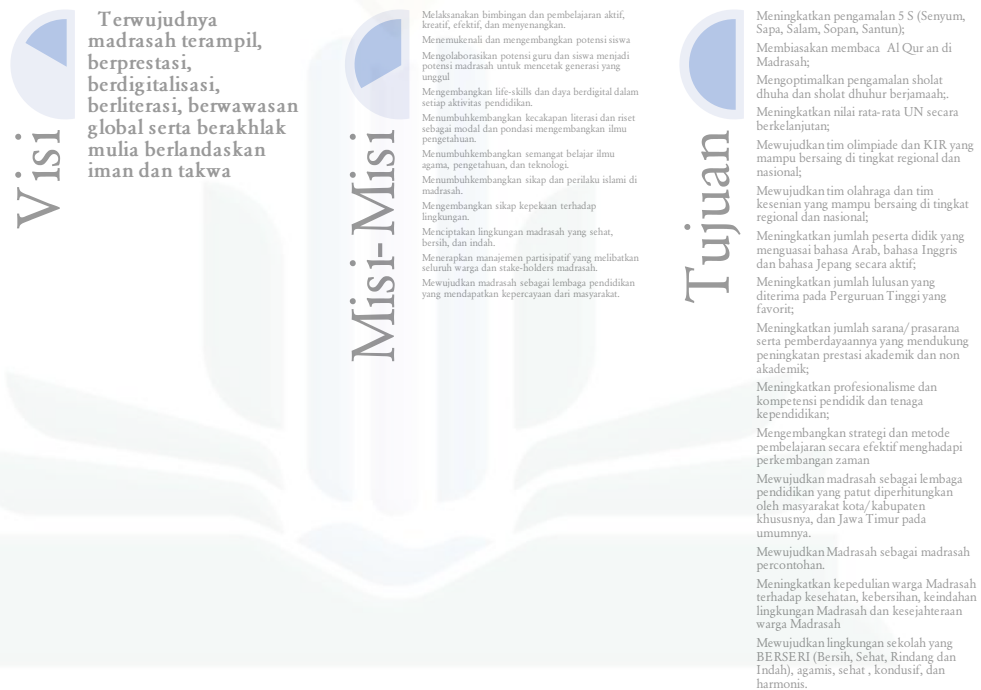 Visi
Terwujudnya
madrasah terampil,
berprestasi,
berdigitalisasi,
berliterasi, berwawasan
global serta berakhlak
mulia berlandaskan
iman dan takwa
Misi-Misi
Melaksanakan bimbingan dan pembelajaran aktif,
kreatif, efektif, dan menyenangkan.
Menemukenali dan mengembangkan potensi siswa
Mengolaborasikan potensi guru dan siswa menjadi
potensi madrasah untuk mencetak generasi yang
unggul
Mengembangkan life-skills dan daya berdigital dalam
setiap aktivitas pendidikan.
Menumbuhkembangkan kecakapan literasi dan riset
sebagai modal dan pondasi mengembangkan ilmu
pengetahuan.
Menumbuhkembangkan semangat belajar ilmu
agama, pengetahuan, dan teknologi.
Menumbuhkembangkan sikap dan perilaku islami di
madrasah.
Mengembangkan sikap kepekaan terhadap
lingkungan.
Menciptakan lingkungan madrasah yang sehat,
bersih, dan indah.
Menerapkan manajemen partisipatif yang melibatkan
seluruh warga dan stake-holders madrasah.
Mewujudkan madrasah sebagai lembaga pendidikan
yang mendapatkan kepercayaan dari masyarakat.
Tujuan
Meningkatkan pengamalan 5 S (Senyum,
Sapa, Salam, Sopan, Santun);
Membiasakan membaca Al Qur an di
Madrasah;
Mengoptimalkan pengamalan sholat
dhuha dan sholat dhuhur berjamaah;.
Meningkatkan nilai rata-rata UN secara
berkelanjutan;
Mewujudkan tim olimpiade dan KIR yang
mampu bersaing di tingkat regional dan
nasional;
Mewujudkan tim olahraga dan tim
kesenian yang mampu bersaing di tingkat
regional dan nasional;
Meningkatkan jumlah peserta didik yang
menguasai bahasa Arab, bahasa Inggris
dan bahasa Jepang secara aktif;
Meningkatkan jumlah lulusan yang
diterima pada Perguruan Tinggi yang
favorit;
Meningkatkan jumlah sarana/prasarana
serta pemberdayaannya yang mendukung
peningkatan prestasi akademik dan non
akademik;
Meningkatkan profesionalisme dan
kompetensi pendidik dan tenaga
kependidikan;
Mengembangkan strategi dan metode
pembelajaran secara efektif menghadapi
perkembangan zaman
Mewujudkan madrasah sebagai lembaga
pendidikan yang patut diperhitungkan
oleh masyarakat kota/kabupaten
khususnya, dan Jawa Timur pada
umumnya.
Mewujudkan Madrasah sebagai madrasah
percontohan.
Meningkatkan kepedulian warga Madrasah
terhadap kesehatan, kebersihan, keindahan
lingkungan Madrasah dan kesejahteraan
warga Madrasah
Mewujudkan lingkungan sekolah yang
BERSERI (Bersih, Sehat, Rindang dan
Indah), agamis, sehat , kondusif, dan
harmonis.